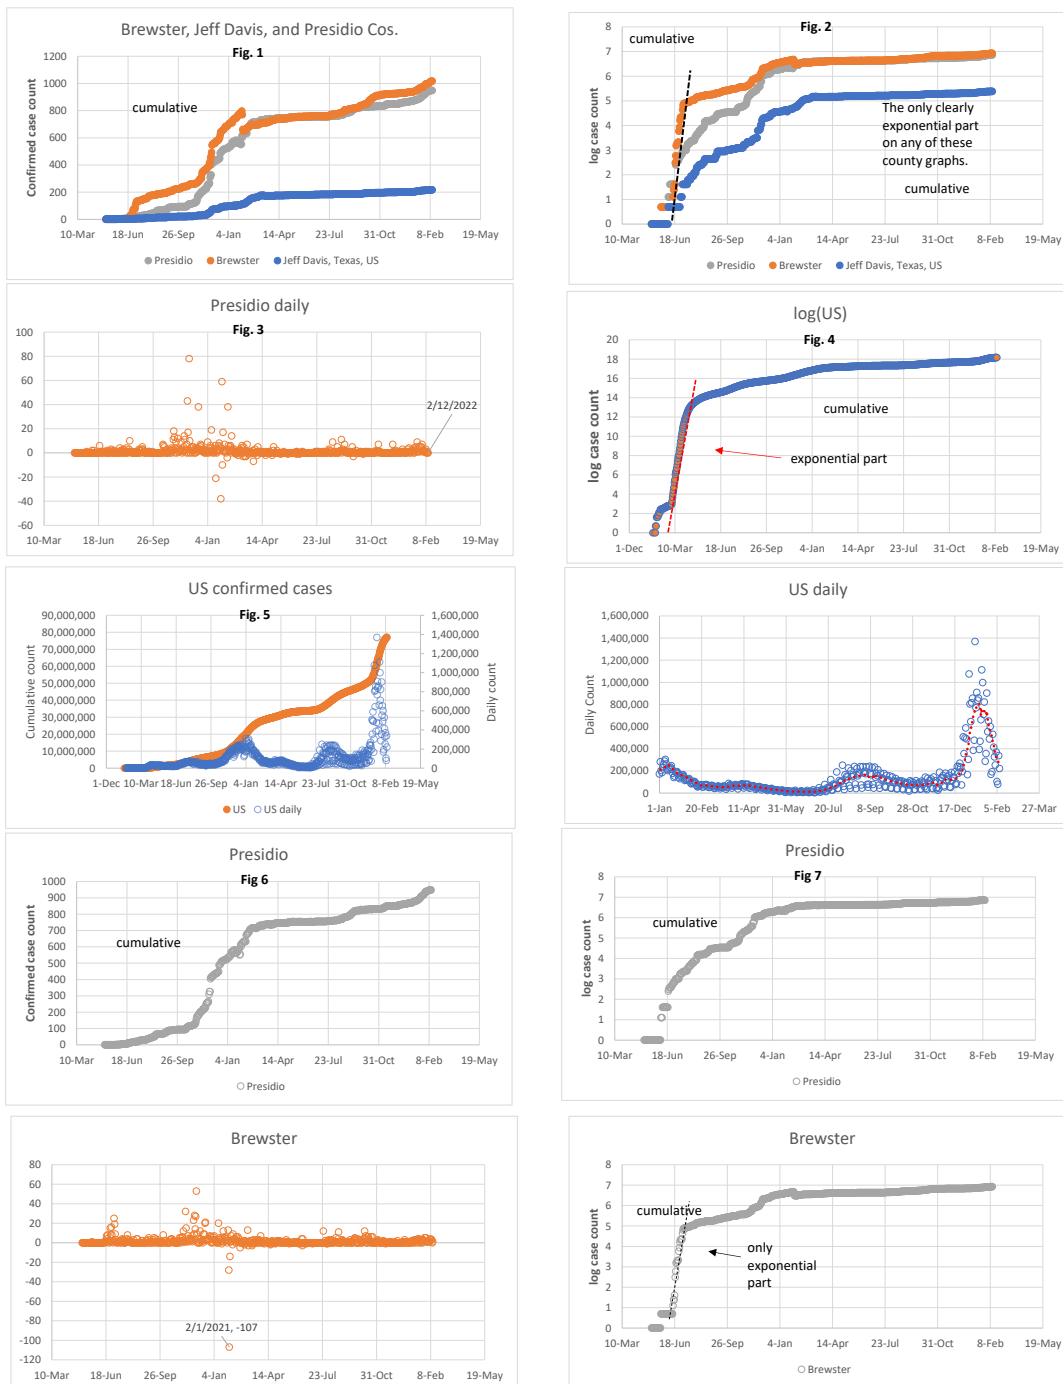 Brewster, Jeff Davis, and Presidio Cos.
Fig. 1
cumulative
Confirmed case count
1200
1000
800
600
400
200
0
10-Mar 18-Jun 26-Sep 4-Jan 14-Apr 23-Jul 31-Oct 8-Feb 19-May
Presidio Brewster Jeff Davis, Texas, US
Fig. 2
cumulative
log case count
8
7
6
5
4
3
2
1
0
The only clearly
exponential part
on any of these
county graphs.
cumulative
10-Mar 18-Jun 26-Sep 4-Jan 14-Apr 23-Jul 31-Oct 8-Feb 19-May
Presidio Brewster Jeff Davis, Texas, US
Presidio daily
Fig. 3
100
80
60
40
20
0
-20
-40
-60
2/12/2022
10-Mar 18-Jun 26-Sep 4-Jan 14-Apr 23-Jul 31-Oct 8-Feb 19-May
log(US)
Fig. 4
log case count
20
18
16
14
12
10
8
6
4
2
0
cumulative
exponential part
1-Dec 10-Mar 18-Jun 26-Sep 4-Jan 14-Apr 23-Jul 31-Oct 8-Feb 19-May
US confirmed cases
Fig. 5
Cumulative count
90,000,000
80,000,000
70,000,000
60,000,000
50,000,000
40,000,000
30,000,000
20,000,000
10,000,000
0
1,600,000
1,400,000
1,200,000
1,000,000
800,000
600,000
400,000
200,000
0
Daily Count
1-Dec 10-Mar 18-Jun 26-Sep 4-Jan 14-Apr 23-Jul 31-Oct 8-Feb 19-May
US US daily
US daily
Daily Count
1,600,000
1,400,000
1,200,000
1,000,000
800,000
600,000
400,000
200,000
0
1-Jan 20-Feb 11-Apr 31-May 20-Jul 8-Sep 28-Oct 17-Dec 5-Feb 27-Mar
Presidio
Fig 6
cumulative
Confirmed case count
1000
900
800
700
600
500
400
300
200
100
0
10-Mar 18-Jun 26-Sep 4-Jan 14-Apr 23-Jul 31-Oct 8-Feb 19-May
Presidio
Presidio
Fig 7
cumulative
log case count
8
7
6
5
4
3
2
1
0
10-Mar 18-Jun 26-Sep 4-Jan 14-Apr 23-Jul 31-Oct 8-Feb 19-May
Presidio
Brewster
80
60
40
20
0
-20
-40
-60
-80
-100
-120
2/1/2021, -107
10-Mar 18-Jun 26-Sep 4-Jan 14-Apr 23-Jul 31-Oct 8-Feb 19-May
Brewster
cumulative
log case count
8
7
6
5
4
3
2
1
0
only
exponential
part
10-Mar 18-Jun 26-Sep 4-Jan 14-Apr 23-Jul 31-Oct 8-Feb 19-May
Brewster